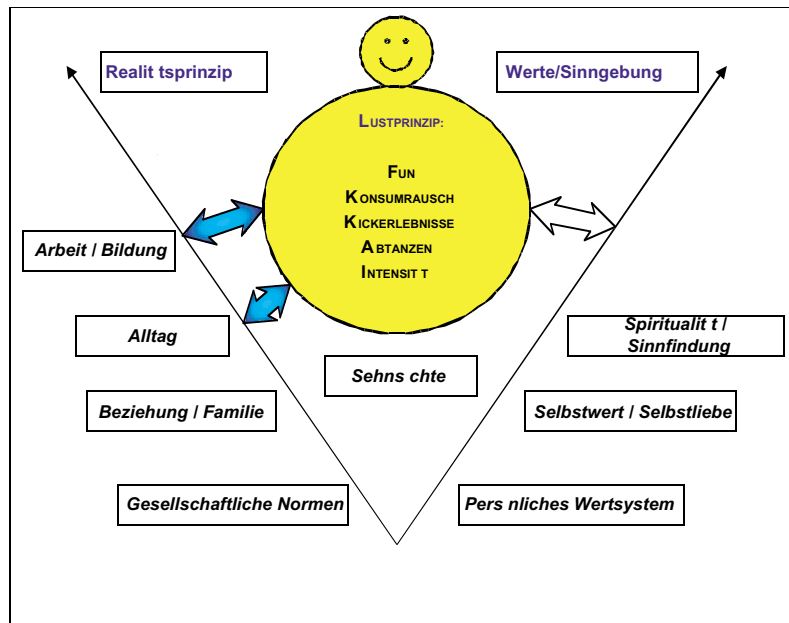 Realit tsprinzip
Werte/Sinngebung
LUSTPRINZIP:
FUN
KONSUMRAUSCH
KICKERLEBNISSE
ABTANZEN
INTENSIT T
Arbeit / Bildung
Alltag
Spiritualit t /
Sinnfindung
Sehns chte
Beziehung / Familie
Selbstwert / Selbstliebe
Gesellschaftliche Normen
Pers nliches Wertsystem